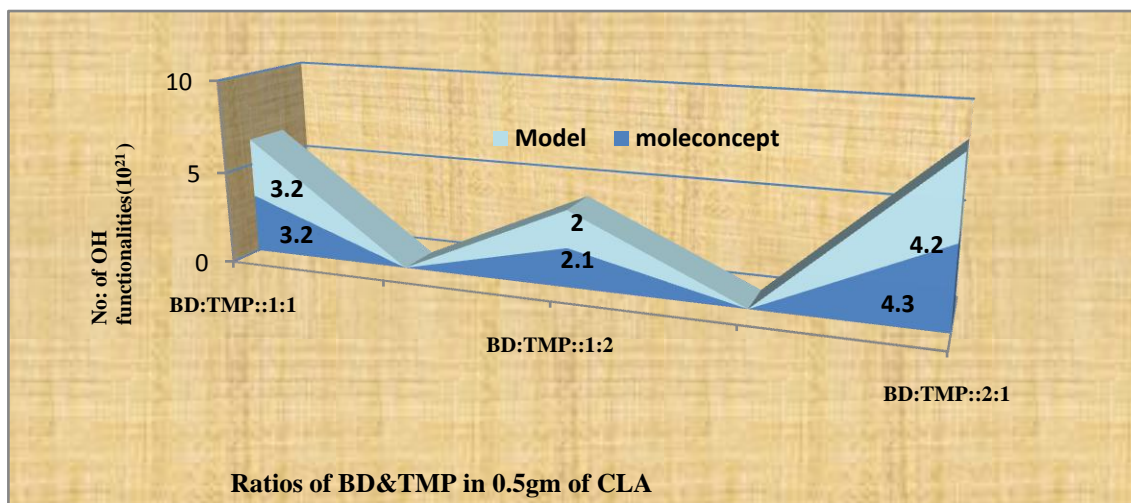 10
Model moleconcept
5
0
No: of OH
functionalities(10²¹)
3.2
3.2
2
2.1
4.2
4.3
BD:TMP::1:1
BD:TMP::1:2
BD:TMP::2:1
Ratios of BD&TMP in 0.5gm of CLA